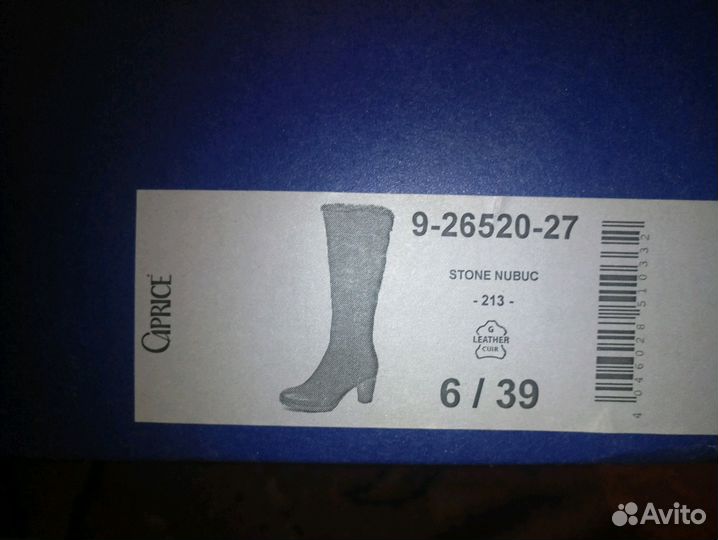 CAPRICE
9-26520-27
STONE NUBUC
- 213 -
G
LEATHER
CUIR
6 / 39
4 046028 510332
Avito